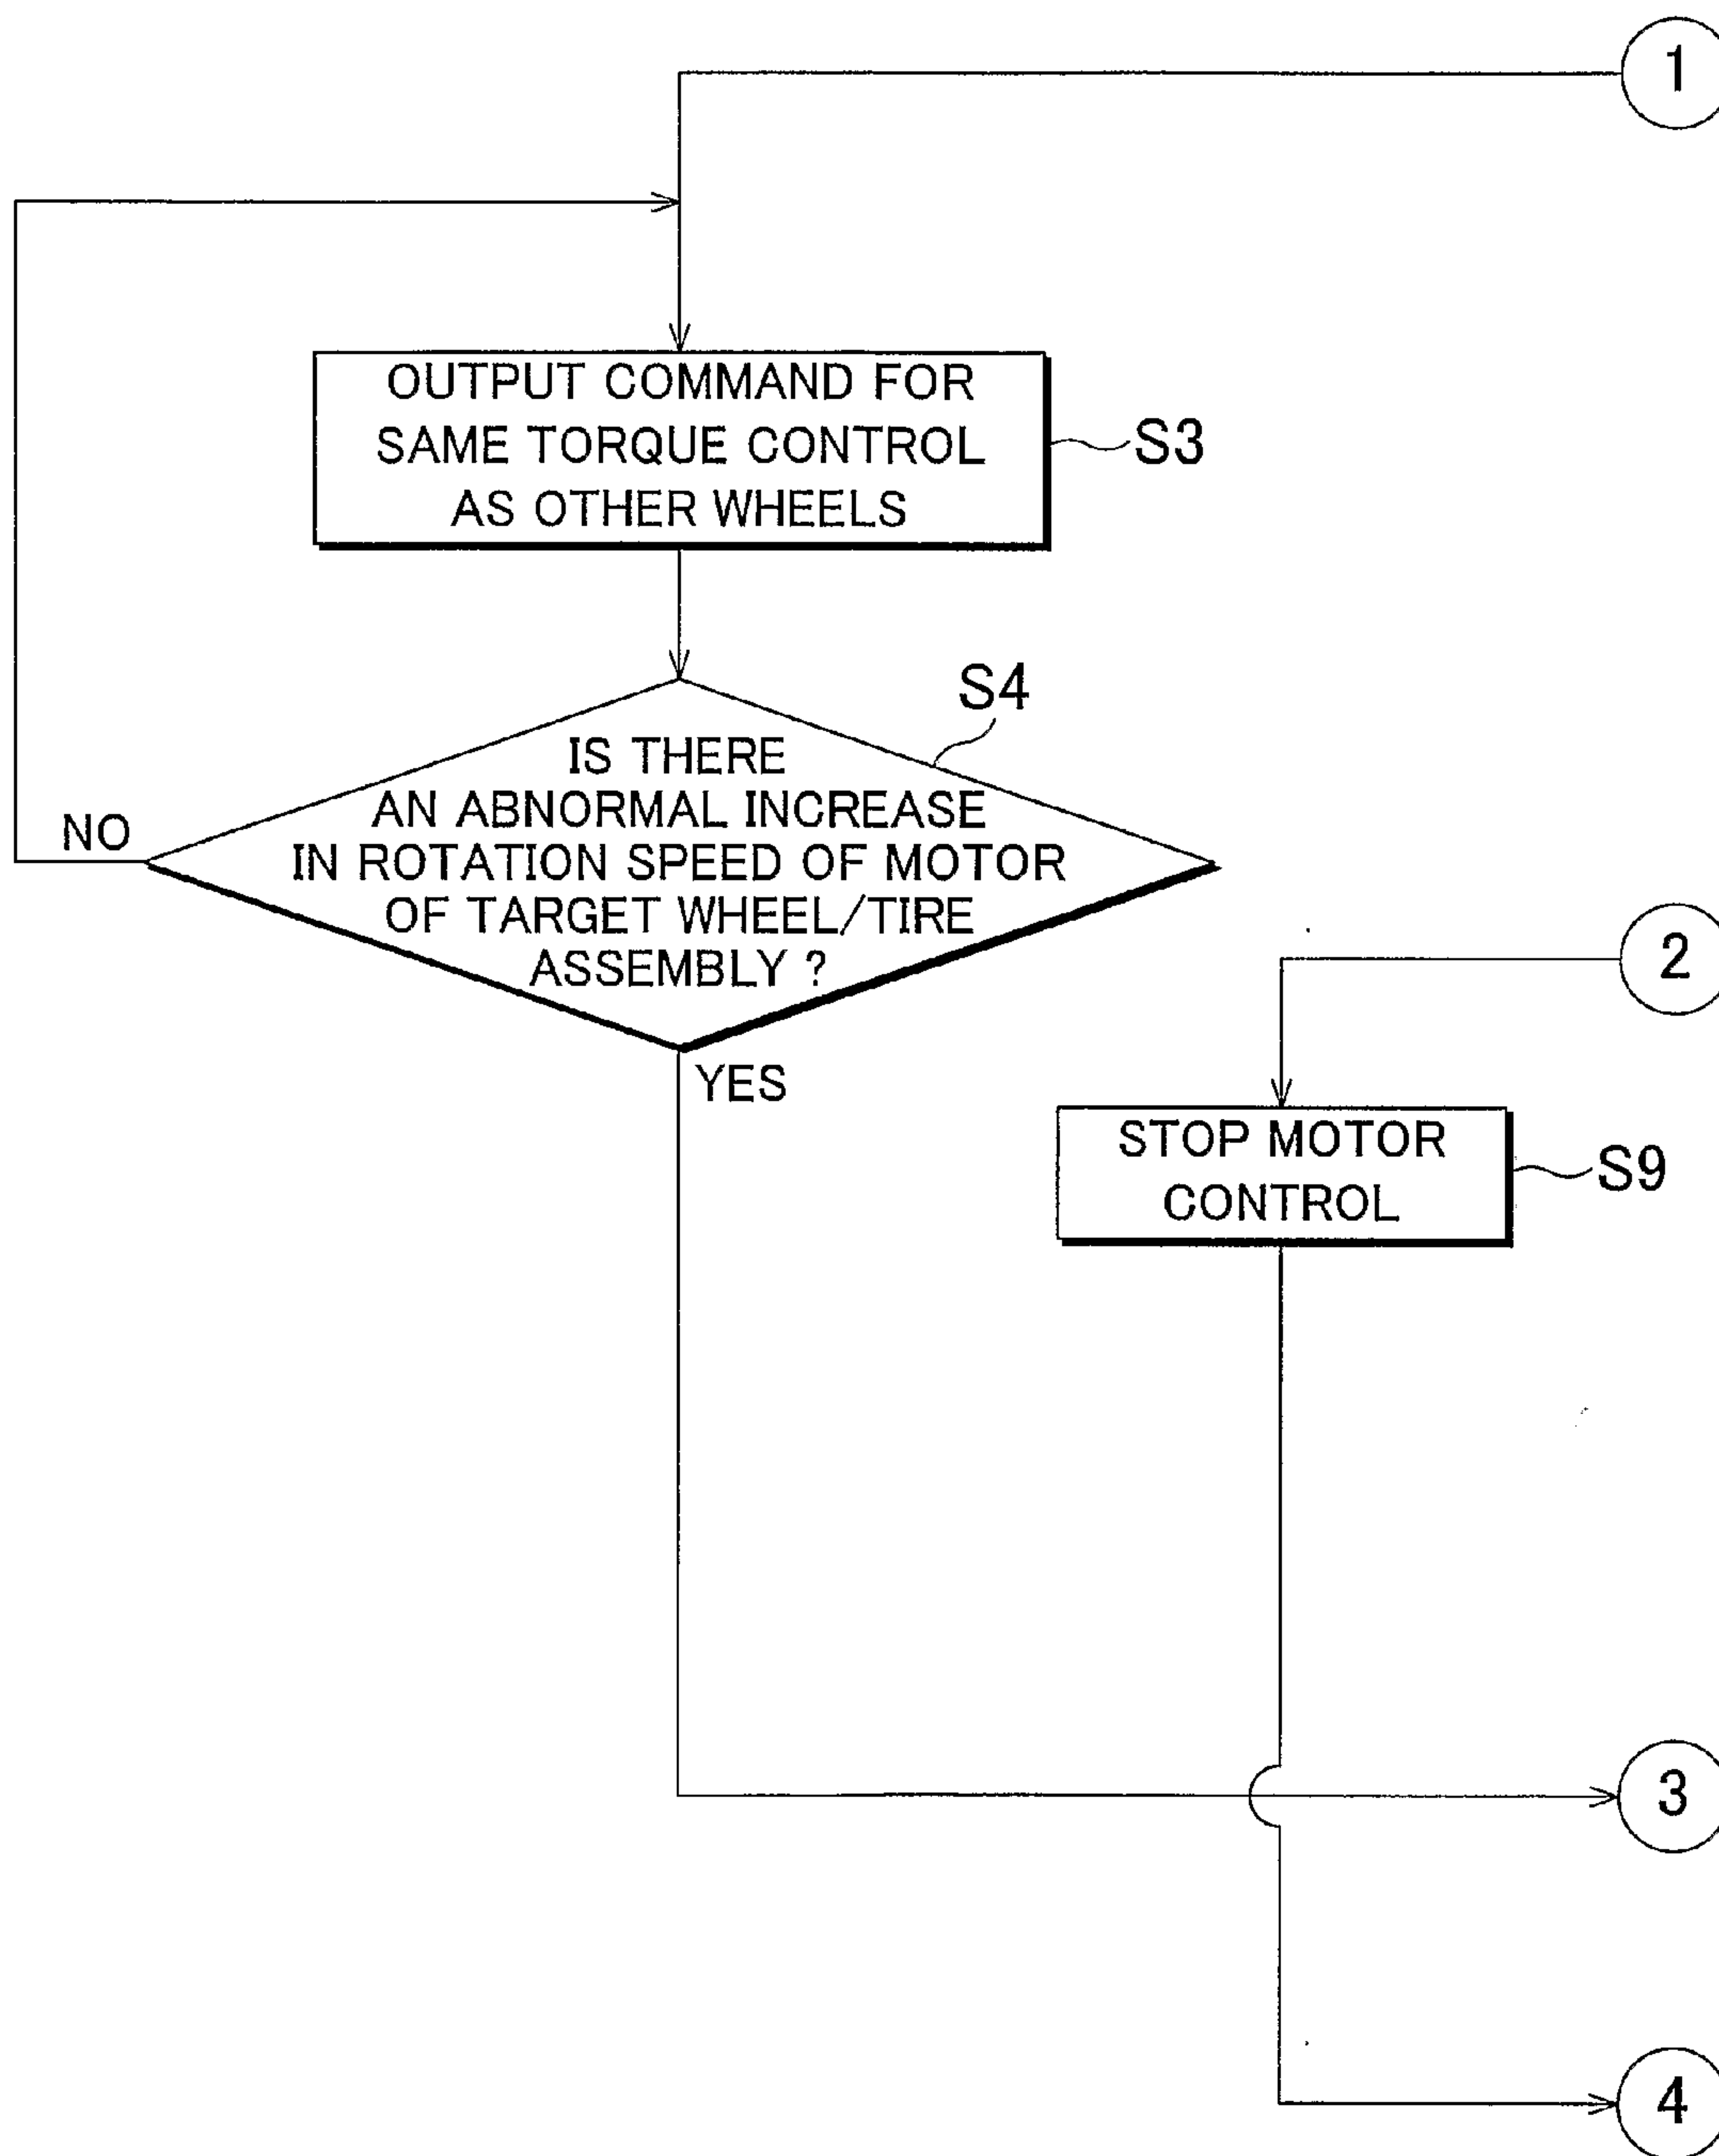 1
OUTPUT COMMAND FOR
SAME TORQUE CONTROL
AS OTHER WHEELS
S3
S4
IS THERE
AN ABNORMAL INCREASE
IN ROTATION SPEED OF MOTOR
OF TARGET WHEEL/TIRE
ASSEMBLY ?
NO
YES
2
STOP MOTOR
CONTROL
S9
3
4